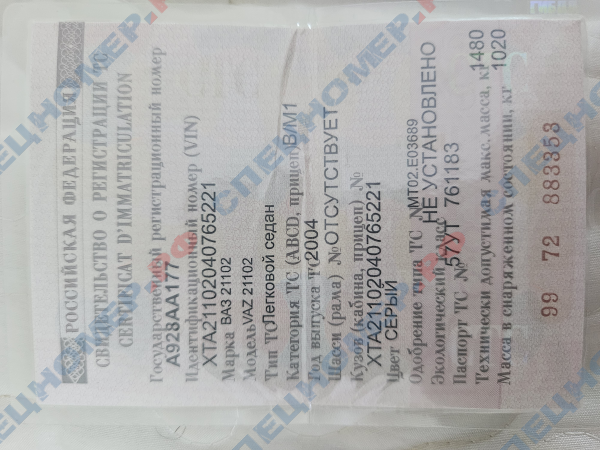 РОССИЙСКАЯ ФЕДЕРАЦИЯ
СВИДЕТЕЛЬСТВО О РЕГИСТРАЦИИ ТС
CERTIFICAT D'IMMATRICULATION
Государственный регистрационный номер
А928АА177
Идентификационный номер (VIN)
ХТА21102040765221
Марка ВАЗ 21102
Модель VAZ 21102
Тип ТС Легковой седан
Категория ТС (ABCD, прицеп) В/М1
Год выпуска ТС 2004
Шасси (рама) № ОТСУТСТВУЕТ
Кузов (кабина, прицеп) №
ХТА21102040765221
Цвет СЕРЫЙ
Одобрение типа ТС № МТ02.Е03689
Экологический класс НЕ УСТАНОВЛЕНО
Паспорт ТС № 57УТ 761183
Технически допустимая макс. масса, кг 1480
Масса в снаряженном состоянии, кг 1020
99 72 883353
СПЕЦНОМЕР.РФ